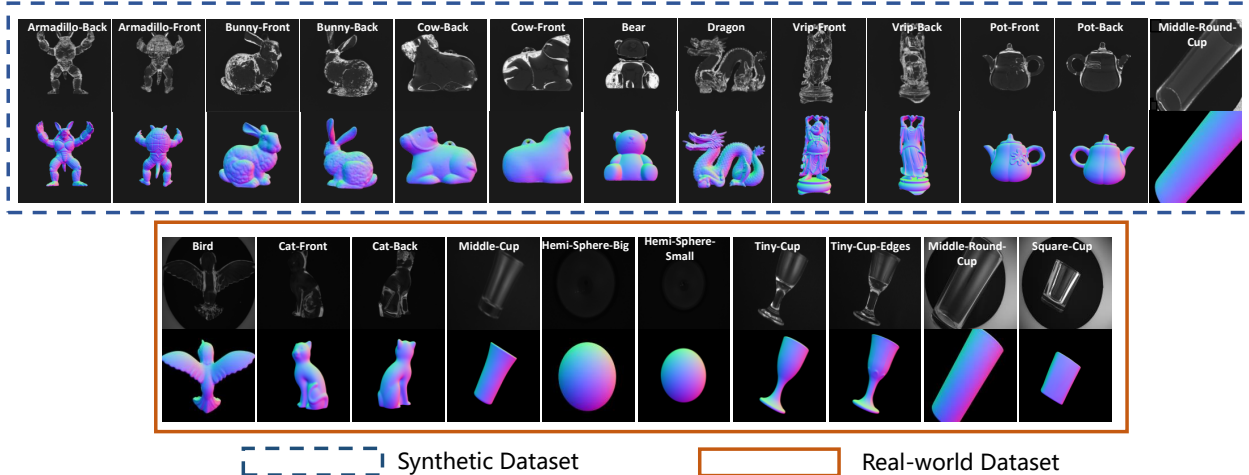 Armadillo-Back Armadillo-Front Bunny-Front Bunny-Back Cow-Back Cow-Front Bear Dragon Vrip-Front Vrip-Back Pot-Front Pot-Back Middle-Round-
Cup
Bird Cat-Front Cat-Back Middle-Cup Hemi-Sphere-Big Hemi-Sphere-
Small Tiny-Cup Tiny-Cup-Edges Middle-Round-
Cup Square-Cup
Synthetic Dataset Real-world Dataset